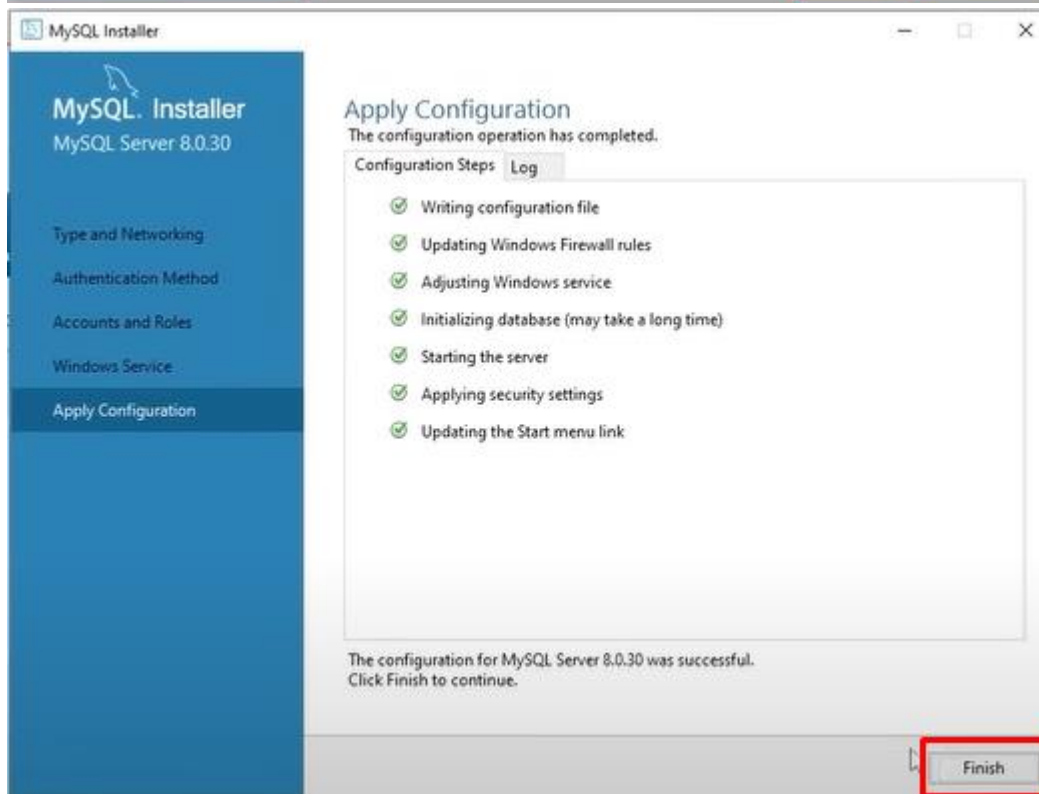 MySQL Installer
MySQL. Installer
MySQL Server 8.0.30
Type and Networking
Authentication Method
Accounts and Roles
Windows Service
Apply Configuration
Apply Configuration
The configuration operation has completed.
Configuration Steps Log
Writing configuration file
Updating Windows Firewall rules
Adjusting Windows service
Initializing database (may take a long time)
Starting the server
Applying security settings
Updating the Start menu link
The configuration for MySQL Server 8.0.30 was successful.
Click Finish to continue.
Finish